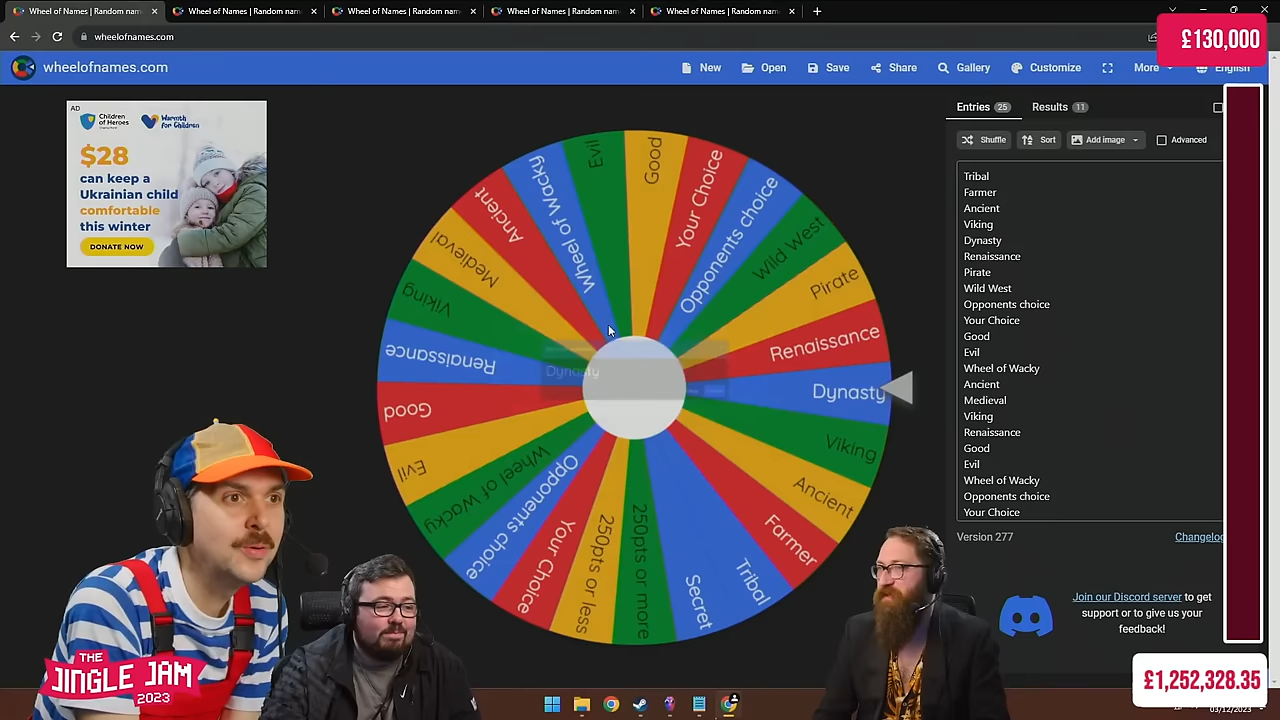 Wheel of Names | Random nam
Wheel of Names | Random nam
Wheel of Names | Random nam
Wheel of Names | Random nam
Wheel of Names | Random nam
wheelofnames.com
£130,000
wheelofnames.com
New
Open
Save
Share
Gallery
Customize
More
English
AD
Children
of Heroes
Warmth
for Children
$28
can keep a
Ukrainian child
comfortable
this winter
DONATE NOW
Good
Your Choice
Opponents choice
Wild West
Pirate
Renaissance
Dynasty
Viking
Ancient
Farmer
Tribal
Secret
250pts or more
250pts or less
Your Choice
Opponents choice
Wheel of Wacky
Evil
Good
Renaissance
Viking
Medieval
Ancient
Wheel of Wacky
Evil
Dynasty
Entries 25
Results 11
Shuffle
Sort
Add image
Advanced
Tribal
Farmer
Ancient
Viking
Dynasty
Renaissance
Pirate
Wild West
Opponents choice
Your Choice
Good
Evil
Wheel of Wacky
Ancient
Medieval
Viking
Renaissance
Good
Evil
Wheel of Wacky
Opponents choice
Your Choice
Version 277
Changelo
Join our Discord server to get
support or to give us your
feedback!
THE
JINGLE JAM
2023
£1,252,328.35
03/12/2023